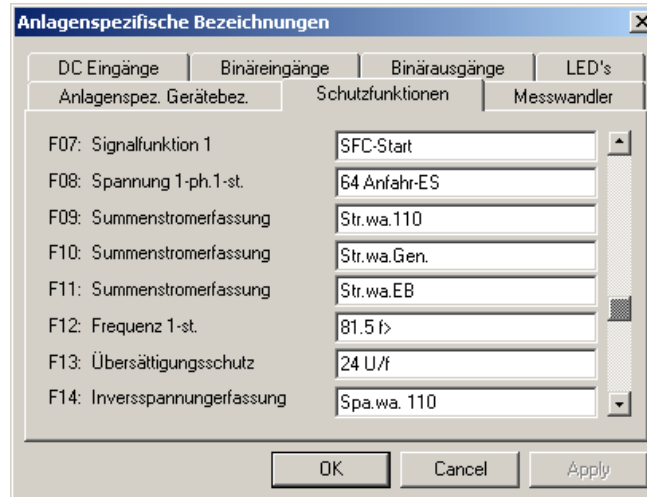 Anlagenspezifische Bezeichnungen
DC Eingänge Binäreingänge Binärausgänge LED's
Anlagenspez. Gerätebez. Schutzfunktionen Messwandler
F07: Signalfunktion 1 SFC-Start
F08: Spannung 1-ph.1-st. 64 Anfahr-ES
F09: Summenstromerfassung Str.wa.110
F10: Summenstromerfassung Str.wa.Gen.
F11: Summenstromerfassung Str.wa.EB
F12: Frequenz 1-st. 81.5 f>
F13: Übersättigungsschutz 24 U/f
F14: Inversspannungerfassung Spa.wa. 110
OK Cancel Apply